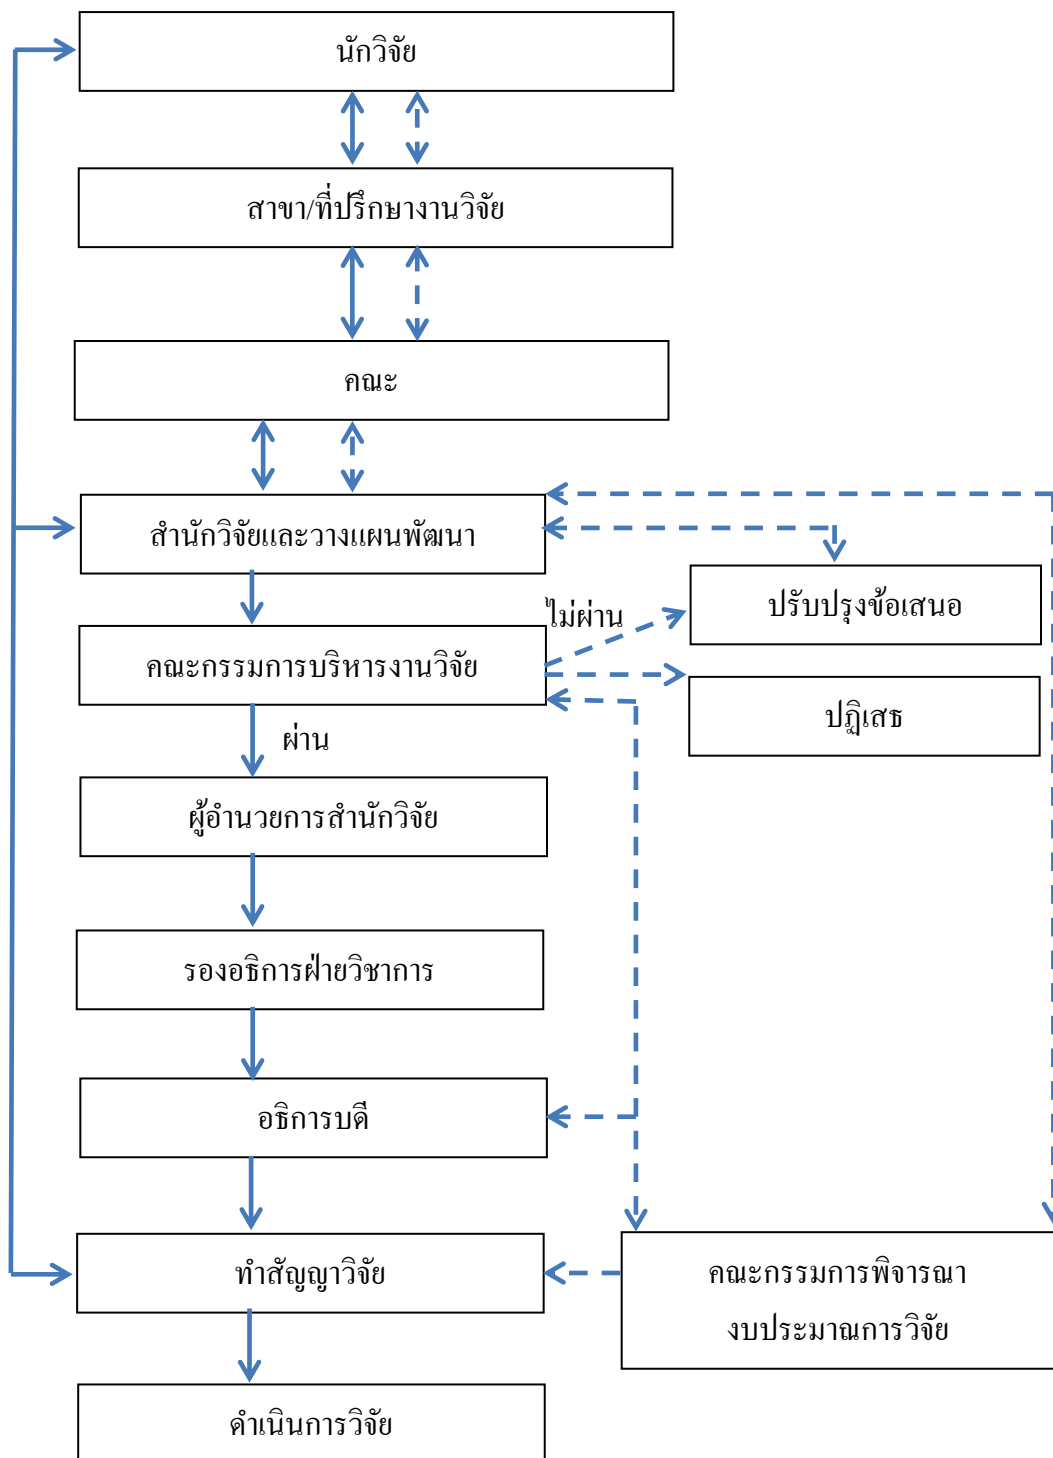 นักวิจัย
สาขา/ที่ปรึกษางานวิจัย
คณะ
สำนักวิจัยและวางแผนพัฒนา
ไม่ผ่าน
ปรับปรุงข้อเสนอ
คณะกรรมการบริหารงานวิจัย
ปฏิเสธ
ผ่าน
ผู้อำนวยการสำนักวิจัย
รองอธิการฝ่ายวิชาการ
อธิการบดี
ทำสัญญาวิจัย
คณะกรรมการพิจารณา
งบประมาณการวิจัย
ดำเนินการวิจัย